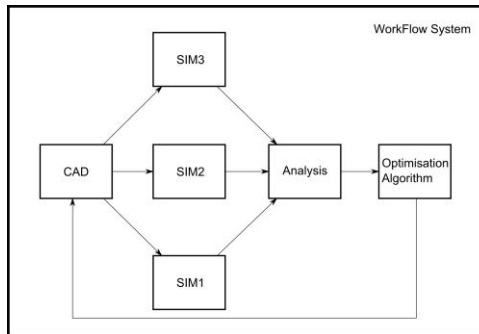 WorkFlow System
SIM3
CAD
SIM2
Analysis
Optimisation
Algorithm
SIM1